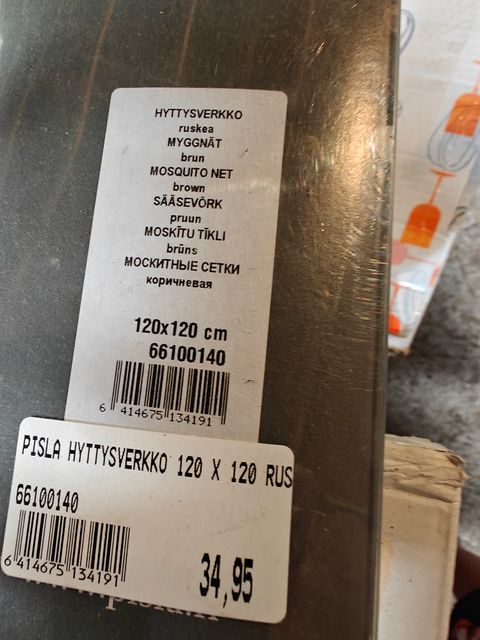 HYTTYSVERKKO
ruskea
MYGGNÄT
brun
MOSQUITO NET
brown
SÄÄSEVÕRK
pruun
MOSKĪTU TĪKLI
brūns
МОСКИТНЫЕ СЕТКИ
коричневая
120x120 cm
66100140
6 414675 134191
PISLA HYTTYSVERKKO 120 X 120 RUS
66100140
6 414675 134191
34,95